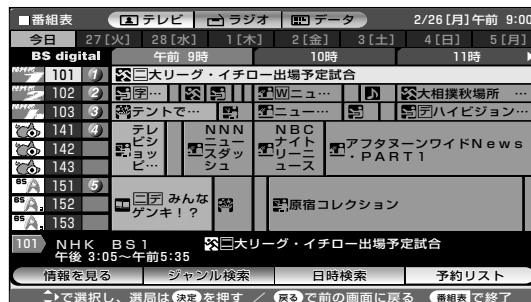 ■番組表 テレビ ラジオ データ 2/26[月]午前 9:00
今日 27[火] 28[水] 1[木] 2[金] 3[土] 4[日] 5[月]
BS digital 午前 9時 10時 11時
101 ① 大リーグ・イチロー出場予定試合
102 ② 字… W ニュ… 大相撲秋場所 …
103 ③ テントで… ニュー… デ ハイビジョン…
141 ④
142
143
テレビショッピ…
NNNニュースダッシュ
NBCナイトリーニュース
アフタヌーンワイドNews・PART1
151 ⑤
152
153
二 デ みんなゲンキ!?
原宿コレクション
101 NHK BS1 大リーグ・イチロー出場予定試合
午後 3:05~午前5:35
情報を見る ジャンル検索 日時検索 予約リスト
で選択し、選局は 決定 を押す / 戻る で前の画面に戻る 番組表 で終了